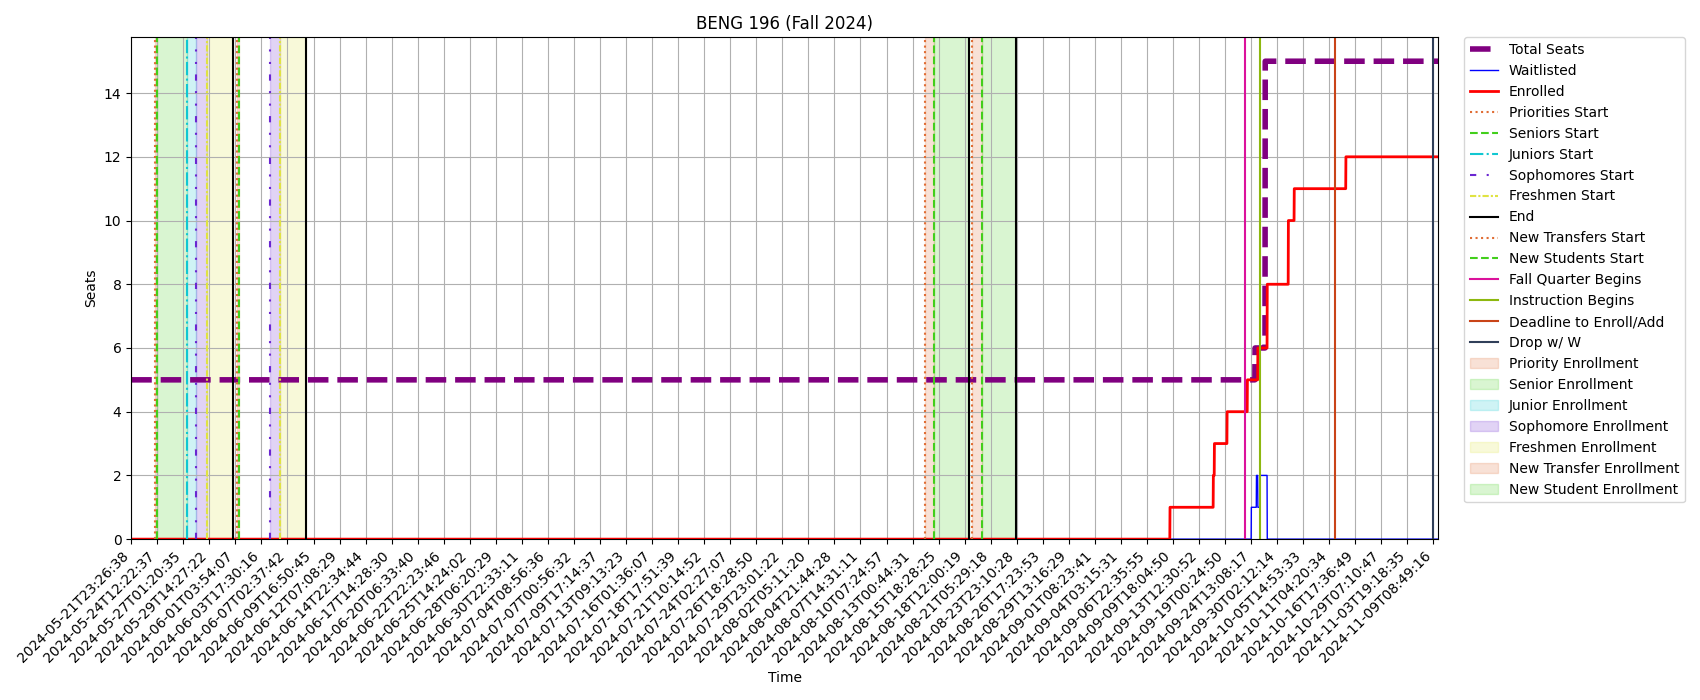 BENG 196 (Fall 2024)
Seats
14
12
10
8
6
4
2
0
2024-05-21T23:26:38
2024-05-24T12:22:37
2024-05-27T01:20:35
2024-05-29T14:27:22
2024-06-01T03:54:07
2024-06-03T17:30:16
2024-06-07T02:37:42
2024-06-09T16:50:45
2024-06-12T07:08:29
2024-06-14T22:34:44
2024-06-17T14:28:30
2024-06-20T06:33:40
2024-06-22T22:23:46
2024-06-25T14:24:02
2024-06-28T06:20:29
2024-06-30T22:33:11
2024-07-04T08:56:36
2024-07-07T00:56:32
2024-07-09T17:14:37
2024-07-13T09:13:23
2024-07-16T01:36:07
2024-07-18T17:51:39
2024-07-21T10:14:52
2024-07-24T02:27:07
2024-07-26T18:28:50
2024-07-29T23:01:22
2024-08-02T05:11:20
2024-08-04T21:44:28
2024-08-07T14:31:11
2024-08-10T07:24:57
2024-08-13T00:44:31
2024-08-15T18:28:25
2024-08-18T12:00:19
2024-08-21T05:29:18
2024-08-23T23:10:28
2024-08-26T17:23:53
2024-08-29T13:16:29
2024-09-01T08:23:41
2024-09-04T03:15:31
2024-09-06T22:35:55
2024-09-09T18:04:50
2024-09-13T12:30:52
2024-09-19T00:24:50
2024-09-24T13:08:17
2024-09-30T12:12:14
2024-10-05T14:53:33
2024-10-11T04:20:34
2024-10-16T17:36:49
2024-10-29T07:10:47
2024-11-03T19:18:35
2024-11-09T08:49:16
Time
Total Seats
Waitlisted
Enrolled
Priorities Start
Seniors Start
Juniors Start
Sophomores Start
Freshmen Start
End
New Transfers Start
New Students Start
Fall Quarter Begins
Instruction Begins
Deadline to Enroll/Add
Drop w/ W
Priority Enrollment
Senior Enrollment
Junior Enrollment
Sophomore Enrollment
Freshmen Enrollment
New Transfer Enrollment
New Student Enrollment